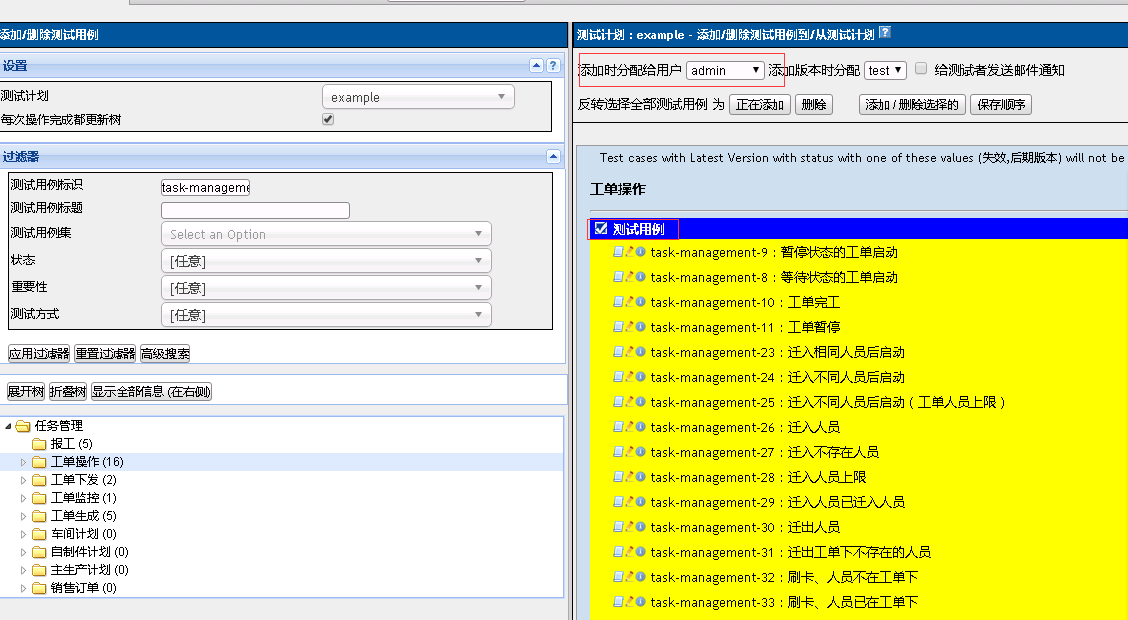 添加/删除测试用例
设置
测试计划 example
每次操作完成都更新树
过滤器
测试用例标识 task-manageme
测试用例标题
测试用例集 Select an Option
状态 [任意]
重要性 [任意]
测试方式 [任意]
应用过滤器 重置过滤器 高级搜索
展开树 折叠树 显示全部信息 (在右侧)
任务管理
报工 (5)
工单操作 (16)
工单下发 (2)
工单监控 (1)
工单生成 (5)
车间计划 (0)
自制件计划 (0)
主生产计划 (0)
销售订单 (0)
测试计划 : example - 添加/删除测试用例到/从测试计划 ?
添加时分配给用户 admin 添加版本时分配 test 给测试者发送邮件通知
反转选择全部测试用例 为 正在添加 删除 添加 / 删除选择的 保存顺序
Test cases with Latest Version with status with one of these values (失效,后期版本) will not be
工单操作
测试用例
task-management-9 : 暂停状态的工单启动
task-management-8 : 等待状态的工单启动
task-management-10 : 工单完工
task-management-11 : 工单暂停
task-management-23 : 迁入相同人员后启动
task-management-24 : 迁入不同人员后启动
task-management-25 : 迁入不同人员后启动 ( 工单人员上限 )
task-management-26 : 迁入人员
task-management-27 : 迁入不存在人员
task-management-28 : 迁入人员上限
task-management-29 : 迁入人员已迁入人员
task-management-30 : 迁出人员
task-management-31 : 迁出工单下不存在的人员
task-management-32 : 刷卡、人员不在工单下
task-management-33 : 刷卡、人员已在工单下